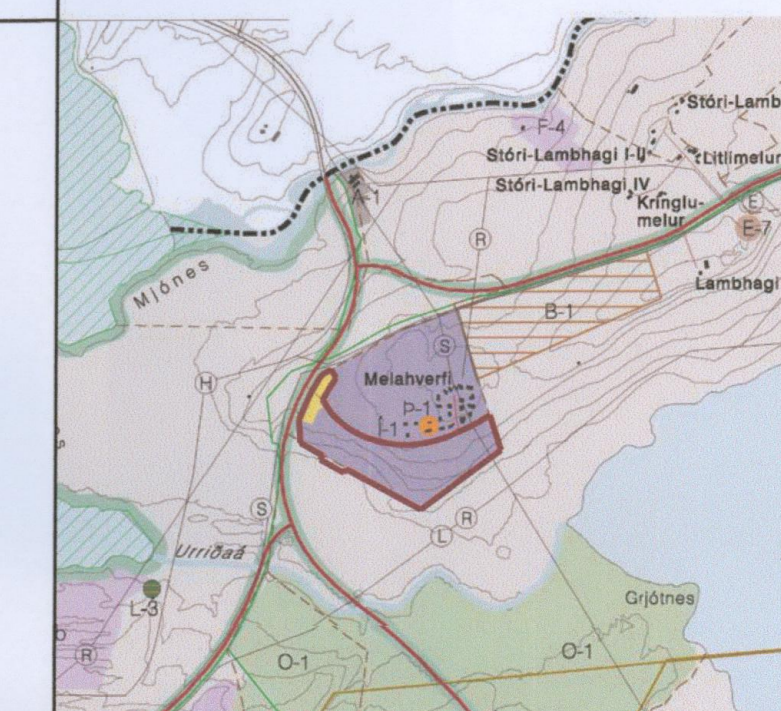 Stóri-Lamb
F-4
Stóri-Lambhagi I-II
Litlimelur
Stóri-Lambhagi IV
A-1
Kringlu-
melur
E
E-7
R
Mjónes
Lambhagi
B-1
S
H
Melahverfi
Þ-1
Í-1
S
R
L
Urriðaá
L-3
Grjótnes
R
O-1
O-1